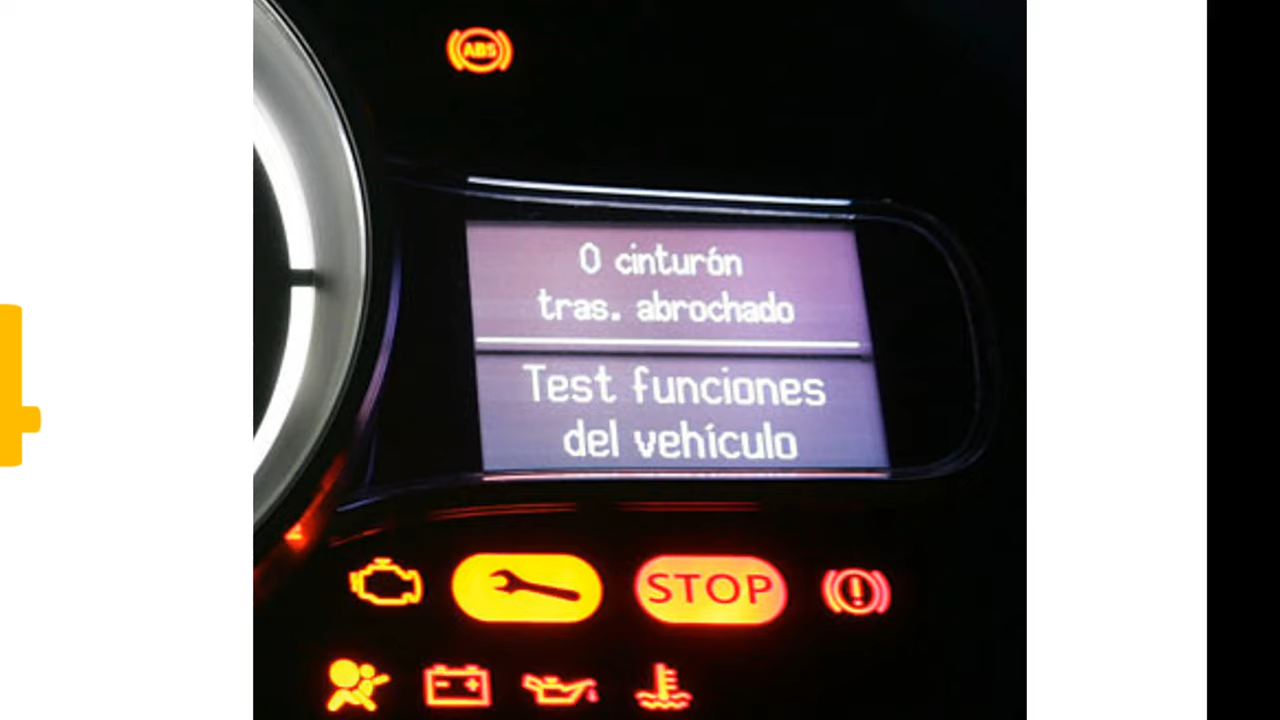 ABS
0 cinturón
tras. abrochado
Test funciones
del vehículo
STOP